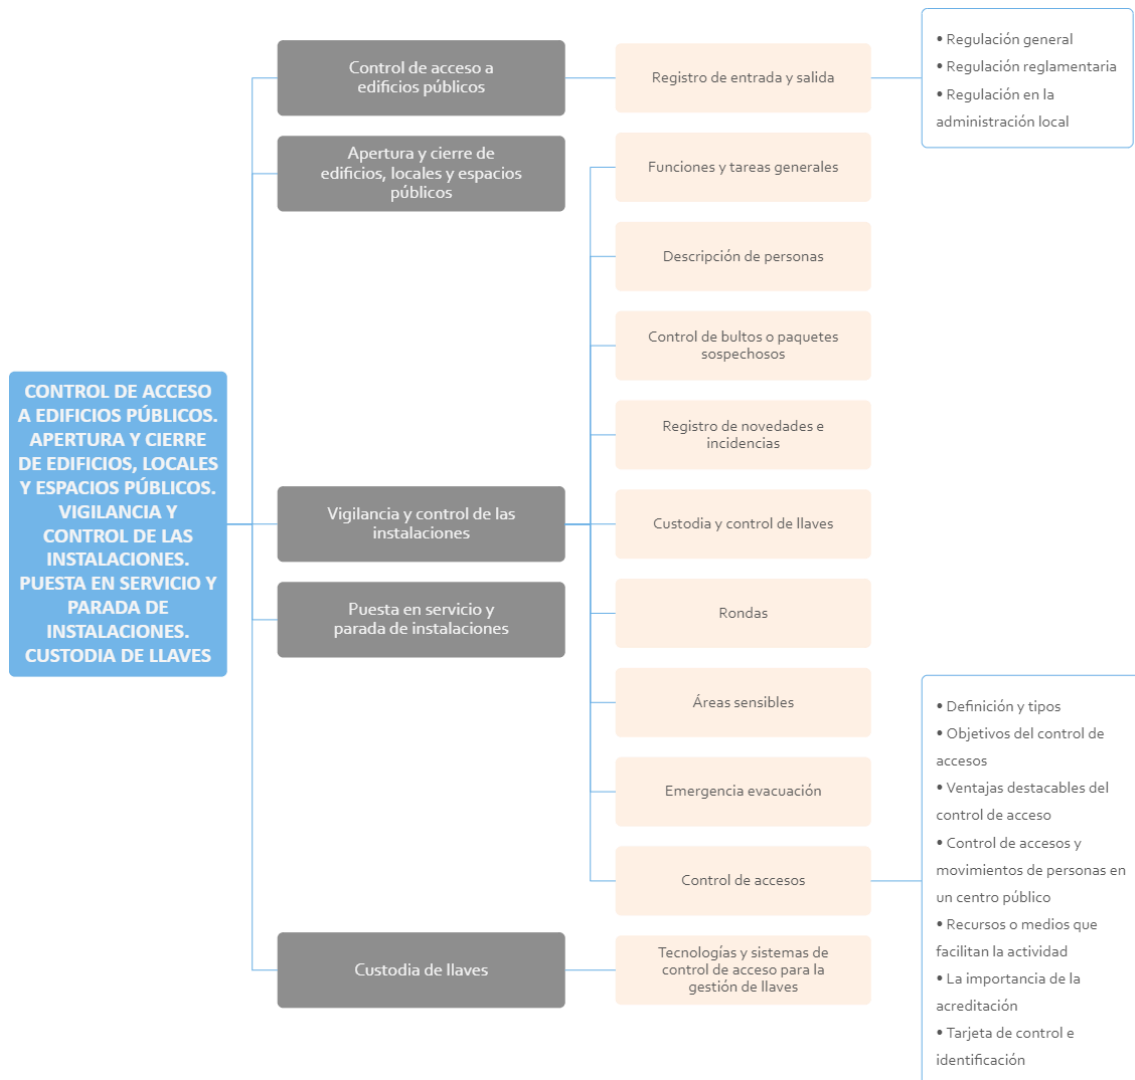 CONTROL DE ACCESO
A EDIFICIOS PÚBLICOS.
APERTURA Y CIERRE
DE EDIFICIOS, LOCALES
Y ESPACIOS PÚBLICOS.
VIGILANCIA Y
CONTROL DE LAS
INSTALACIONES.
PUESTA EN SERVICIO Y
PARADA DE
INSTALACIONES.
CUSTODIA DE LLAVES
Control de acceso a
edificios públicos
Registro de entrada y salida
• Regulación general
• Regulación reglamentaria
• Regulación en la
administración local
Apertura y cierre de
edificios, locales y espacios
públicos
Vigilancia y control de las
instalaciones
Funciones y tareas generales
Descripción de personas
Control de bultos o paquetes
sospechosos
Registro de novedades e
incidencias
Custodia y control de llaves
Rondas
Áreas sensibles
Emergencia evacuación
Control de accesos
• Definición y tipos
• Objetivos del control de
accesos
• Ventajas destacables del
control de acceso
• Control de accesos y
movimientos de personas en
un centro público
• Recursos o medios que
facilitan la actividad
• La importancia de la
acreditación
• Tarjeta de control e
identificación
Puesta en servicio y
parada de instalaciones
Custodia de llaves
Tecnologías y sistemas de
control de acceso para la
gestión de llaves